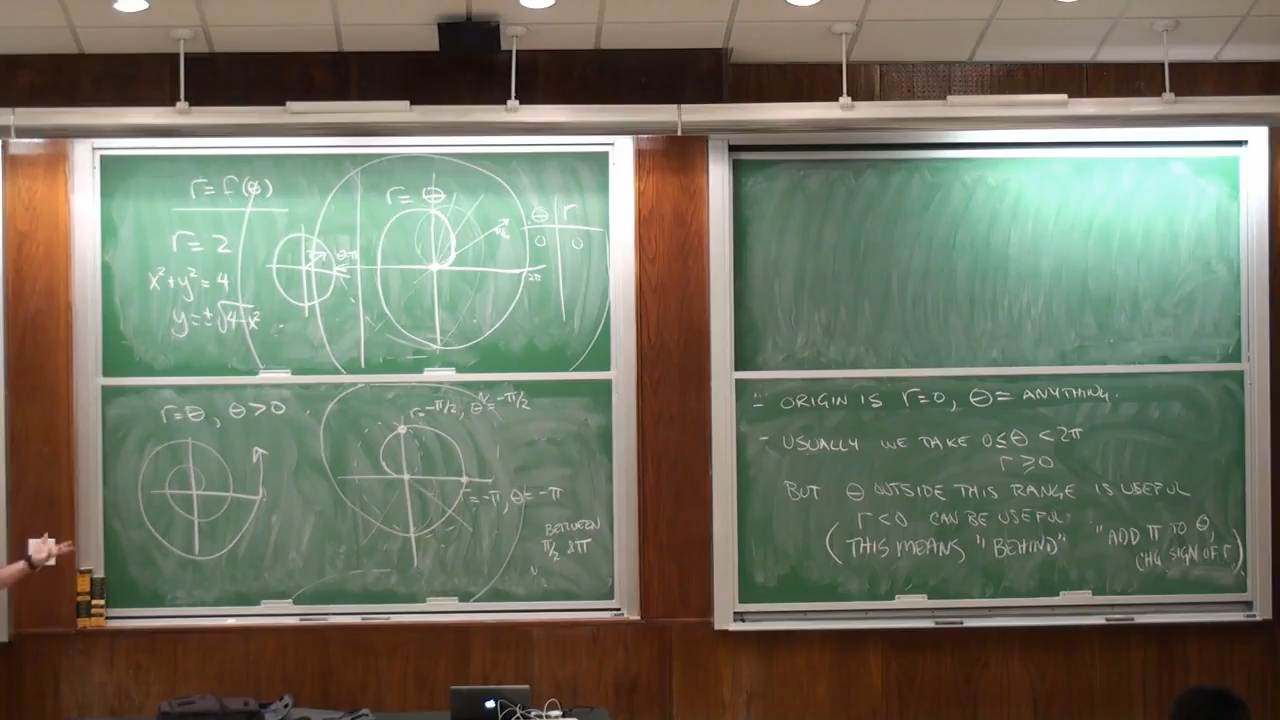 r = f(θ)
r = 2
x² + y² = 4
y = ±√4-x²
r = θ
θ r
0 0
2π
r = θ, θ > 0
r = -π/2, θ = -π/2
r = -π, θ = -π
BETWEEN
π/2 &π
- ORIGIN IS r=0, θ = ANYTHING.
- USUALLY WE TAKE 0 ≤ θ < 2π
r ⩾ 0
BUT θ OUTSIDE THIS RANGE IS USEFUL
r < 0 CAN BE USEFUL.
(THIS MEANS "BEHIND" "ADD π TO θ,
CHG SIGN OF r)